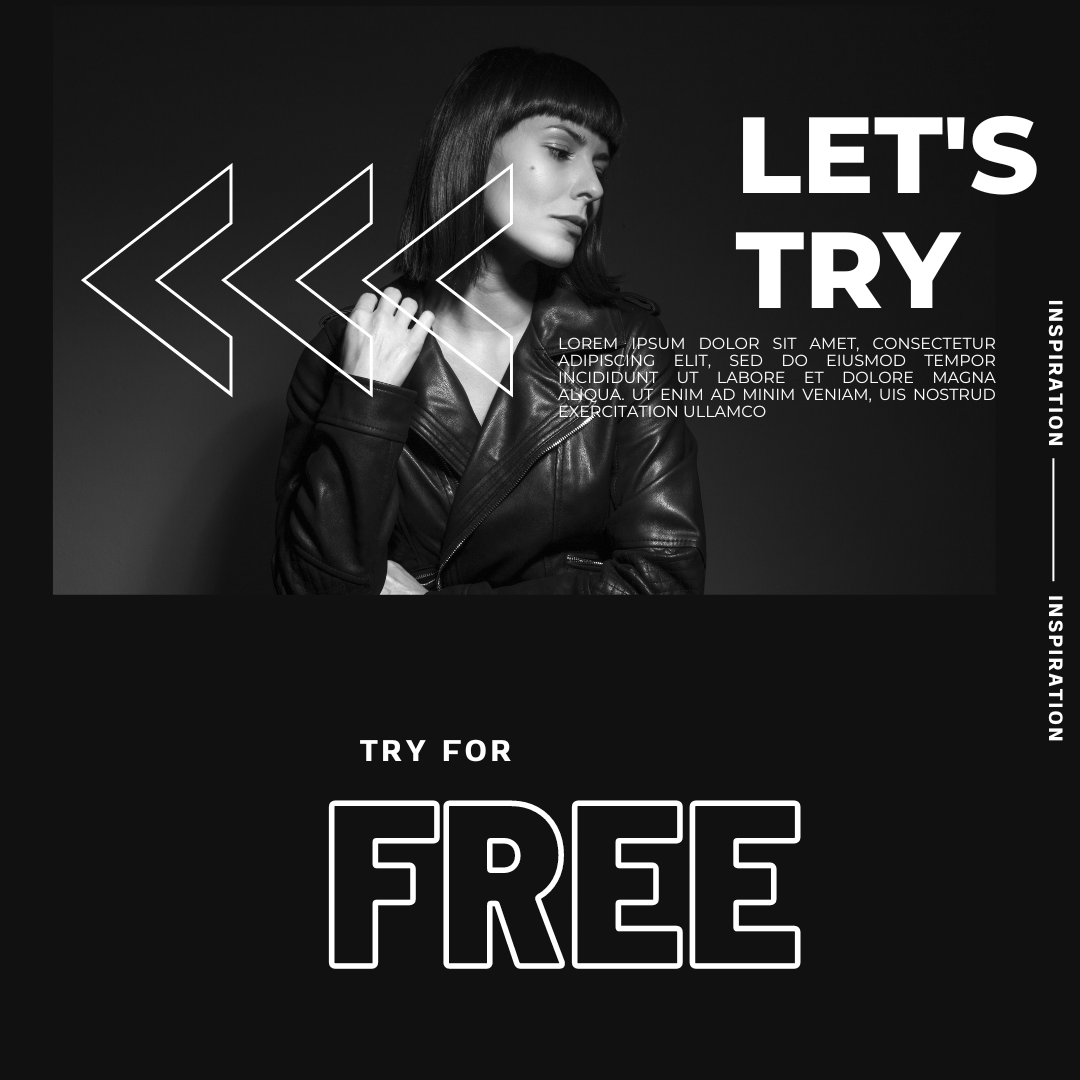 LET'S
TRY
LOREM IPSUM DOLOR SIT AMET, CONSECTETUR
ADIPISCING ELIT, SED DO EIUSMOD TEMPOR
INCIDIDUNT UT LABORE ET DOLORE MAGNA
ALIQUA. UT ENIM AD MINIM VENIAM, UIS NOSTRUD
EXERCITATION ULLAMCO
INSPIRATION
INSPIRATION
TRY FOR
FREE